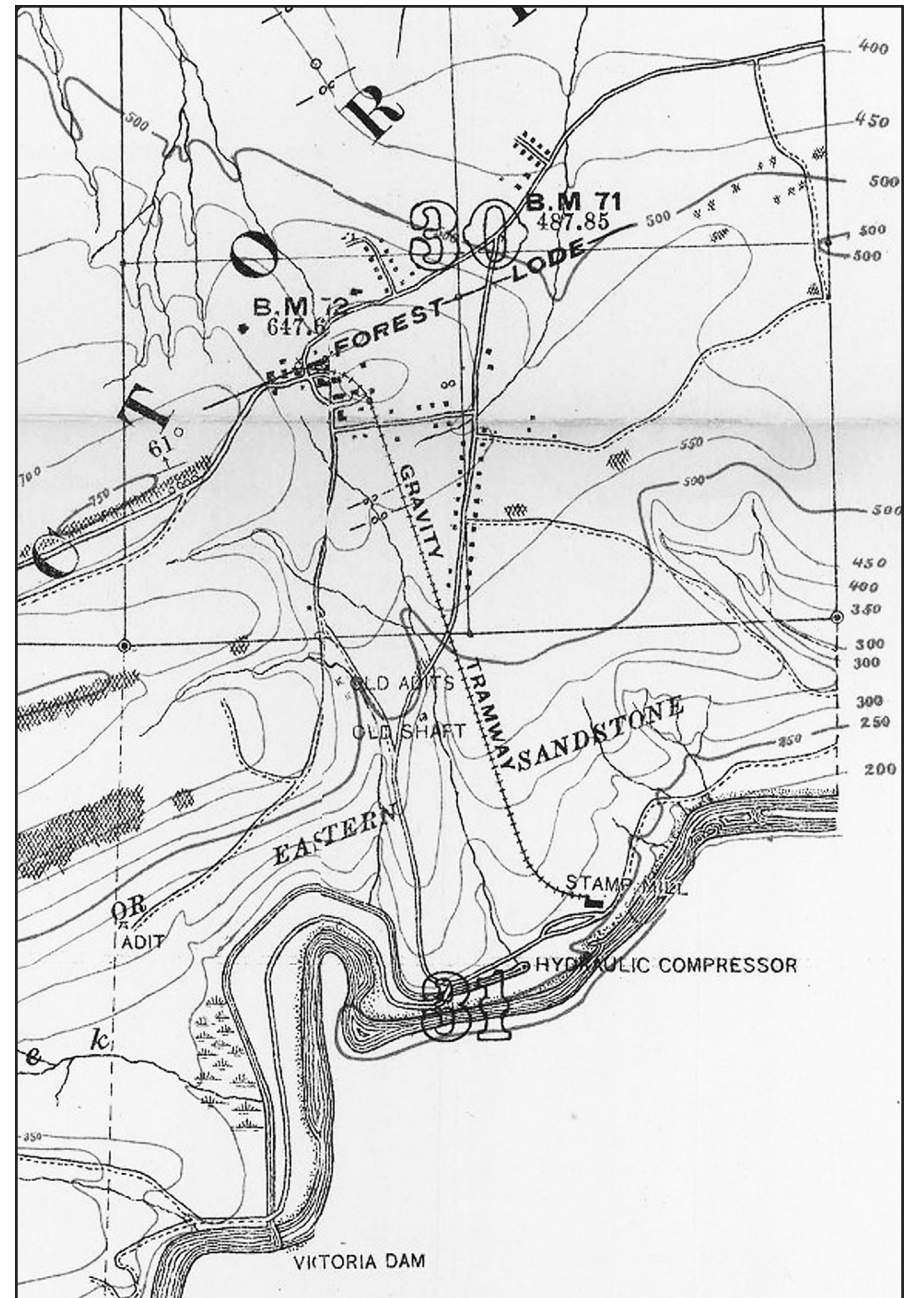 400
R
500
450
B.M 71
487.85
500
500
30
500
500
O
LODE
B.M 72
647.6
FOREST
T
61°
700
550
750
GRAVITY
500
500
C
450
400
350
300
300
OLD ADITS
TRAMWAY
300
SANDSTONE
250
OLD SHAFT
250
200
EASTERN
STAMP MILL
OR
ADIT
HYDRAULIC COMPRESSOR
31
e k
350
VICTORIA DAM